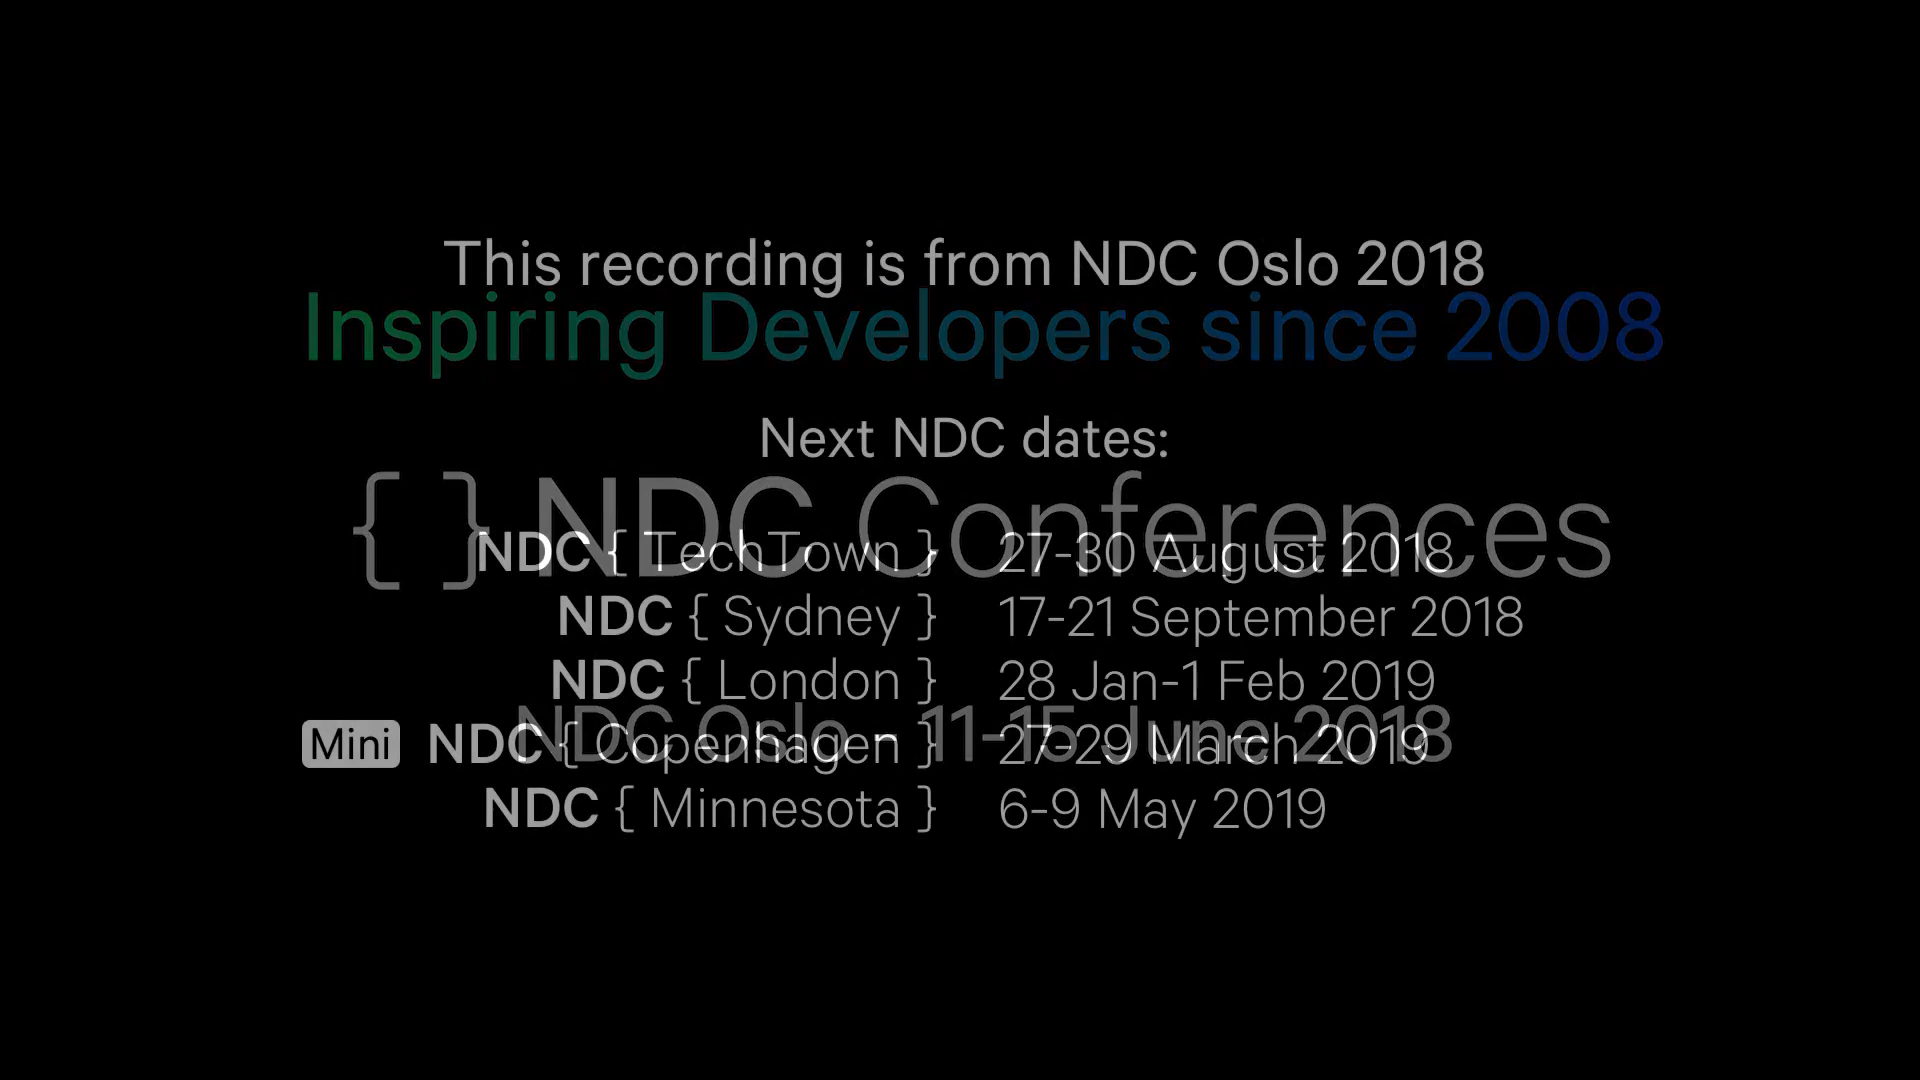 This recording is from NDC Oslo 2018
Inspiring Developers since 2008
Next NDC dates:
{ } NDC Conferences
NDC { TechTown } 27-30 August 2018
NDC { Sydney } 17-21 September 2018
NDC { London } 28 Jan-1 Feb 2019
NDC Oslo - 11-15 June 2018
Mini NDC { Copenhagen } 27-29 March 2019
NDC { Minnesota } 6-9 May 2019